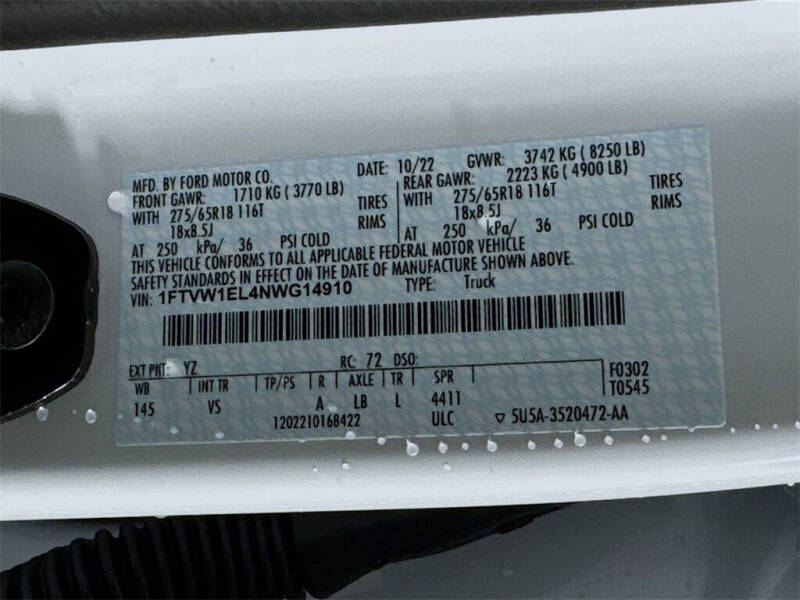 MFD. BY FORD MOTOR CO. DATE: 10/22 GVWR: 3742 KG ( 8250 LB)
FRONT GAWR: 1710 KG ( 3770 LB) REAR GAWR: 2223 KG ( 4900 LB)
WITH 275/65R18 116T TIRES WITH 275/65R18 116T TIRES
18x8.5J RIMS 18x8.5J RIMS
AT 250 kPa/ 36 PSI COLD AT 250 kPa/ 36 PSI COLD
THIS VEHICLE CONFORMS TO ALL APPLICABLE FEDERAL MOTOR VEHICLE
SAFETY STANDARDS IN EFFECT ON THE DATE OF MANUFACTURE SHOWN ABOVE.
VIN: 1FTVW1EL4NWG14910 TYPE: Truck
EXT PNT: YZ RC: 72 DSO: F0302
WB INT TR TP/PS R AXLE TR SPR T0545
145 VS A LB L 4411
1202210168422 ULC ▽ 5U5A-3520472-AA